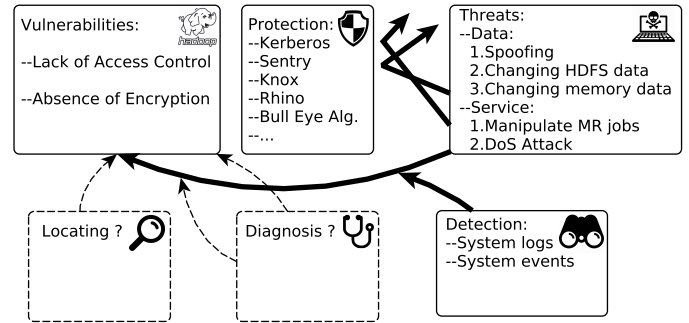 Vulnerabilities:
hadoop
--Lack of Access Control
--Absence of Encryption
Protection:
--Kerberos
--Sentry
--Knox
--Rhino
--Bull Eye Alg.
--...
Threats:
--Data:
1.Spoofing
2.Changing HDFS data
3.Changing memory data
--Service:
1.Manipulate MR jobs
2.DoS Attack
Locating ?
Diagnosis ?
Detection:
--System logs
--System events